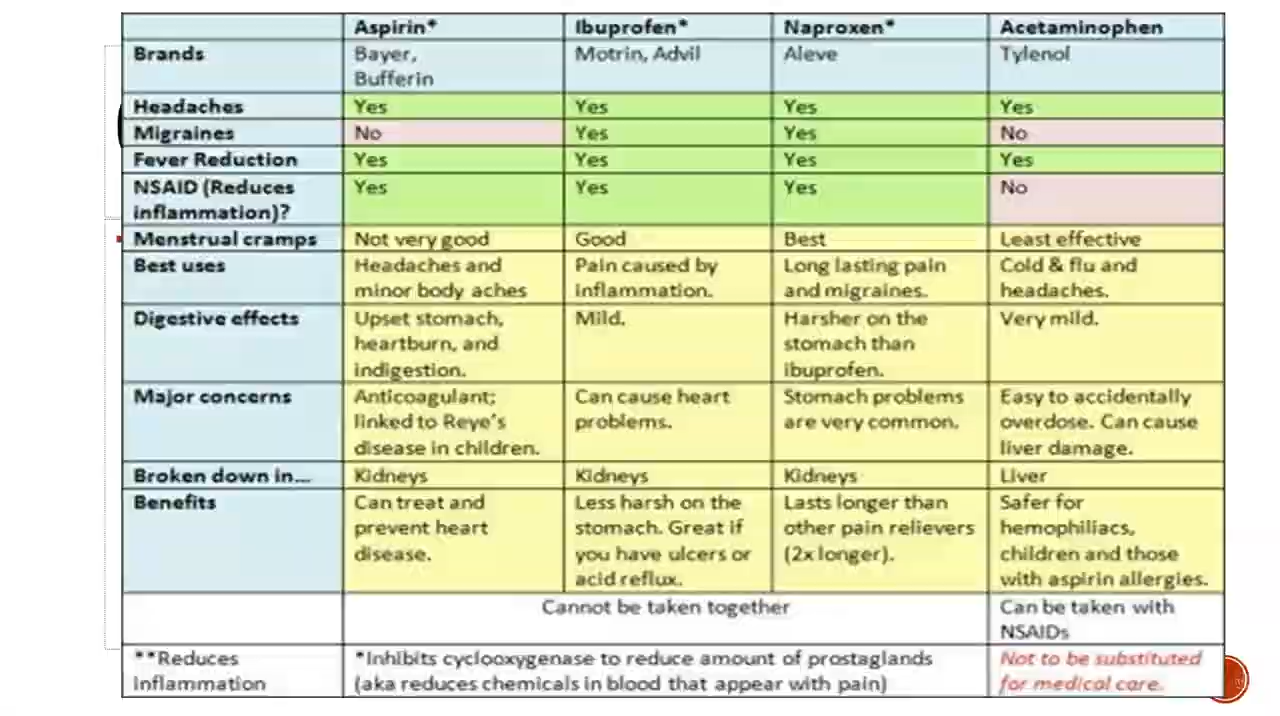 Aspirin* Ibuprofen* Naproxen* Acetaminophen
Brands Bayer, Motrin, Advil Aleve Tylenol
Bufferin
Headaches Yes Yes Yes Yes
Migraines No Yes Yes No
Fever Reduction Yes Yes Yes Yes
NSAID (Reduces Yes Yes Yes No
inflammation)?
Menstrual cramps Not very good Good Best Least effective
Best uses Headaches and Pain caused by Long lasting pain Cold & flu and
minor body aches inflammation. and migraines. headaches.
Digestive effects Upset stomach, Mild. Harsher on the Very mild.
heartburn, and stomach than
indigestion. ibuprofen.
Major concerns Anticoagulant; Can cause heart Stomach problems Easy to accidentally
linked to Reye's problems. are very common. overdose. Can cause
disease in children. liver damage.
Broken down in... Kidneys Kidneys Kidneys Liver
Benefits Can treat and Less harsh on the Lasts longer than Safer for
prevent heart stomach. Great if other pain relievers hemophiliacs,
disease. you have ulcers or (2x longer). children and those
acid reflux. with aspirin allergies.
Cannot be taken together Can be taken with
NSAIDs
**Reduces *Inhibits cyclooxygenase to reduce amount of prostaglands Not to be substituted
inflammation (aka reduces chemicals in blood that appear with pain) for medical care.